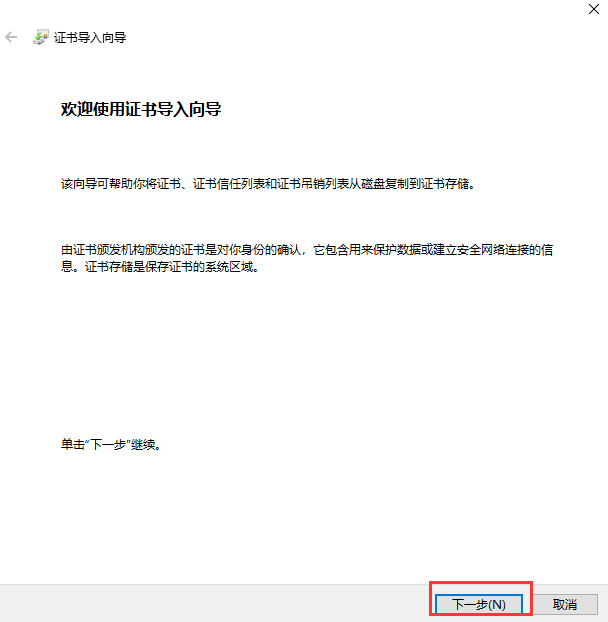 证书导入向导
欢迎使用证书导入向导
该向导可帮助你将证书、证书信任列表和证书吊销列表从磁盘复制到证书存储。
由证书颁发机构颁发的证书是对你身份的确认，它包含用来保护数据或建立安全网络连接的信
息。证书存储是保存证书的系统区域。
单击“下一步”继续。
下一步(N) 取消